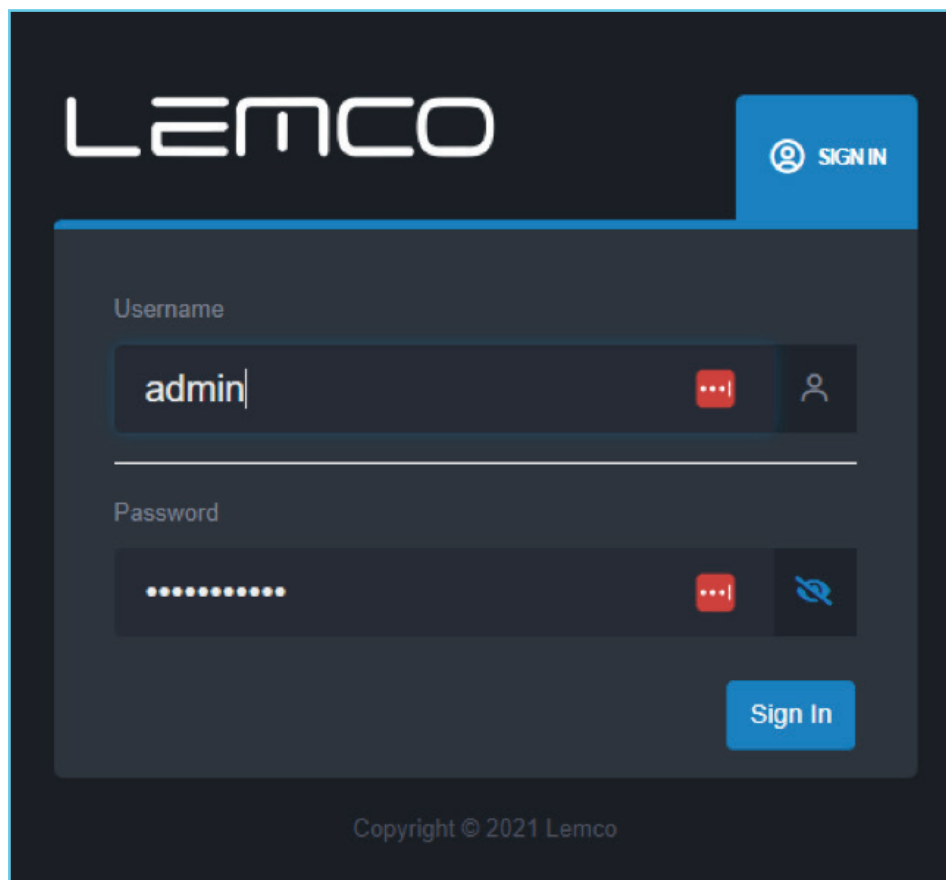 LEMCO
SIGN IN
Username
admin
Password
•••••••••••
Sign In
Copyright © 2021 Lemco